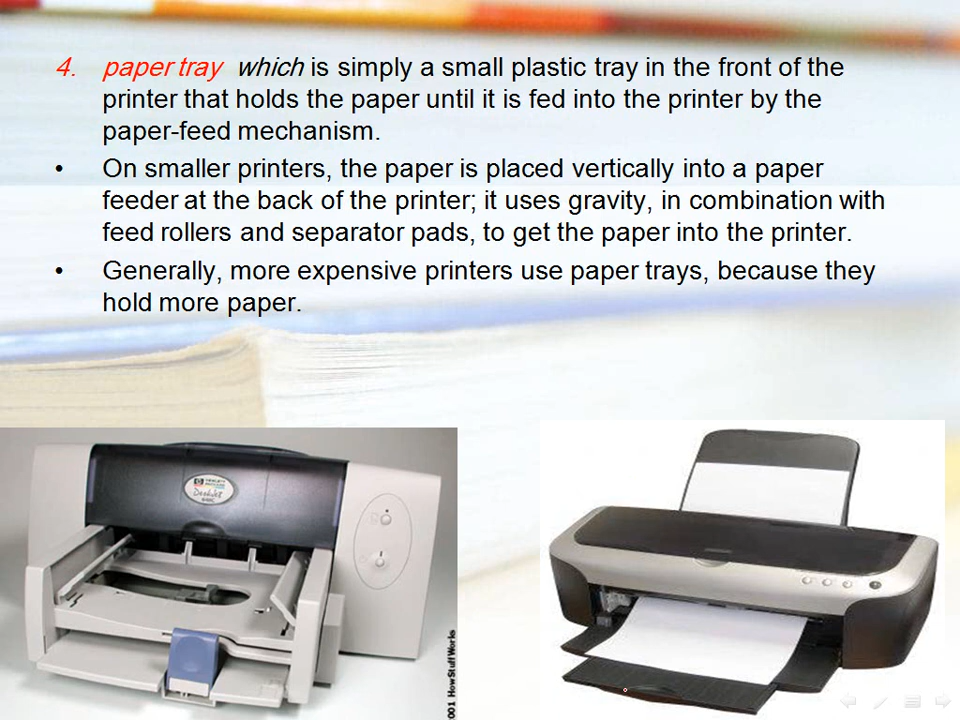 4. paper tray which is simply a small plastic tray in the front of the
printer that holds the paper until it is fed into the printer by the
paper-feed mechanism.
• On smaller printers, the paper is placed vertically into a paper
feeder at the back of the printer; it uses gravity, in combination with
feed rollers and separator pads, to get the paper into the printer.
• Generally, more expensive printers use paper trays, because they
hold more paper.
DeskJet
001 HowStuffWorks